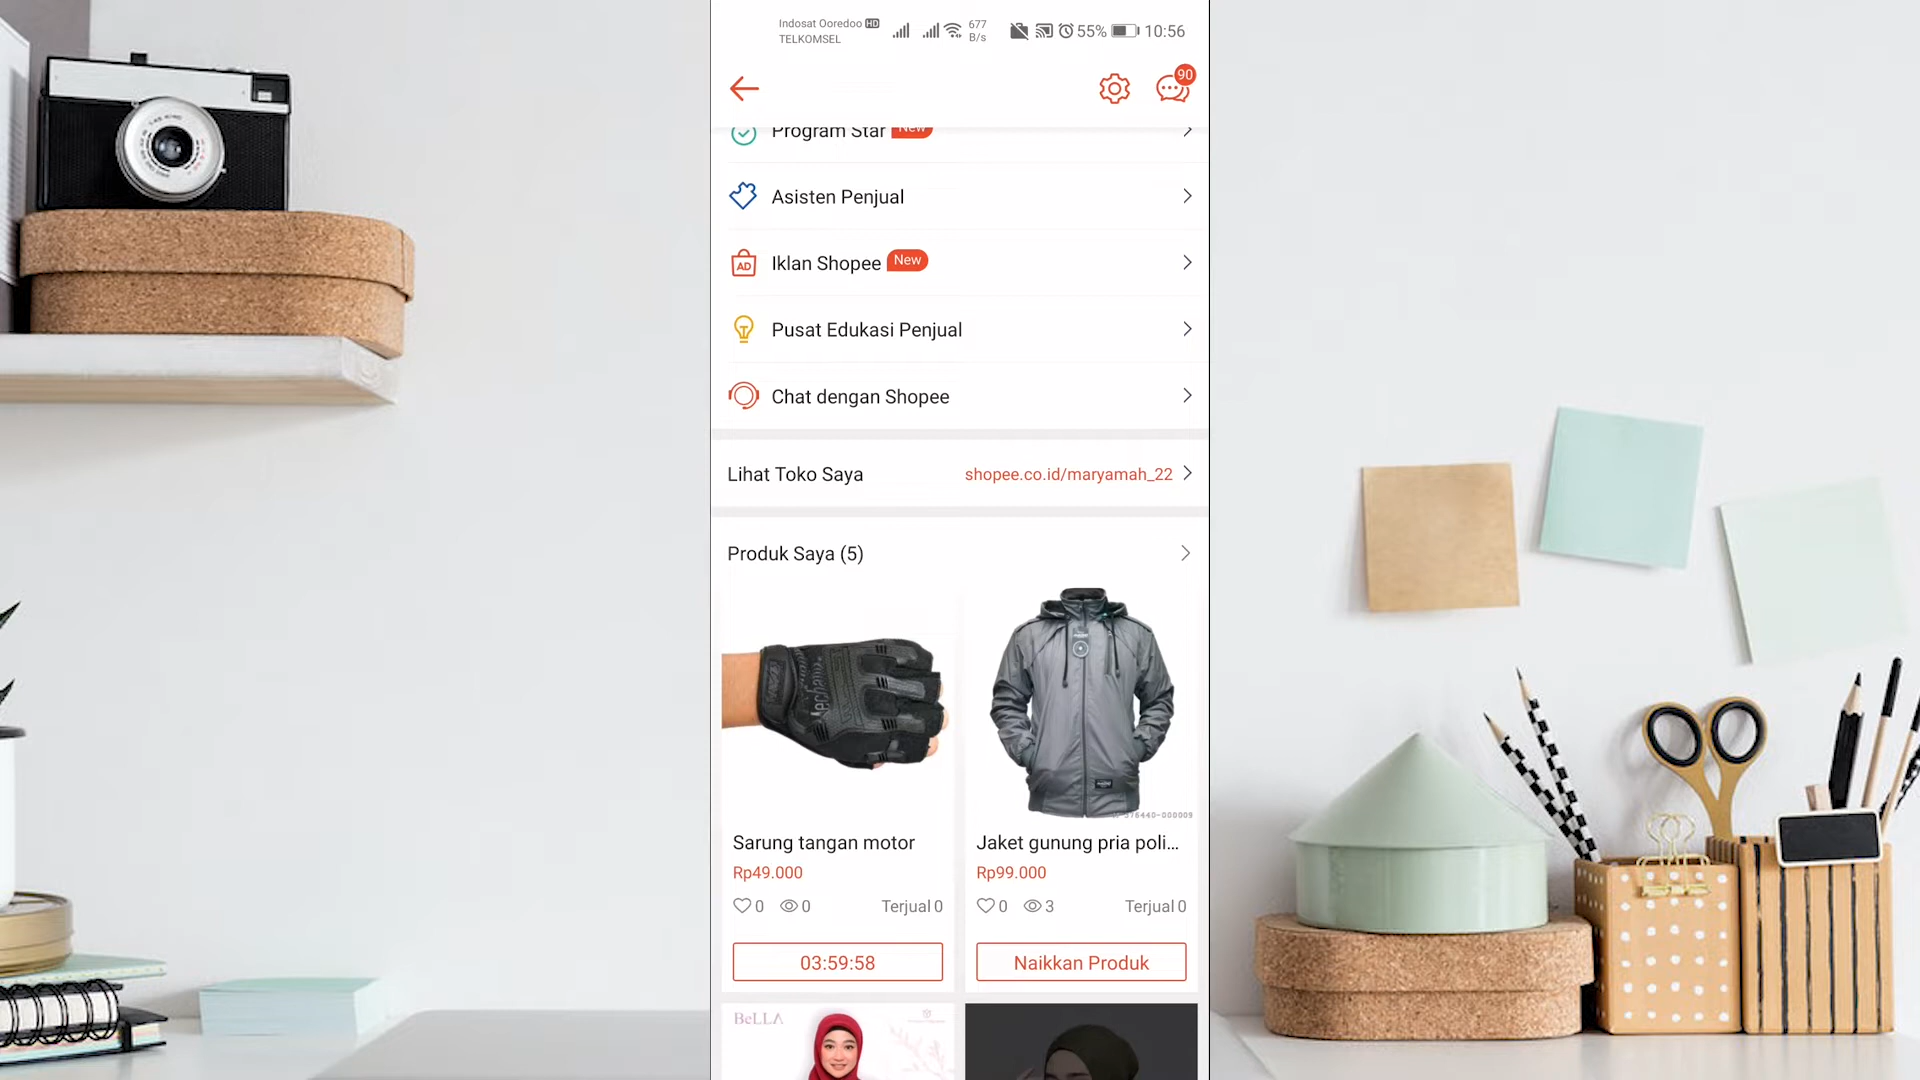 Indosat Ooredoo HD
TELKOMSEL
677
B/s
55%
10:56
90
Program Star New
Asisten Penjual
AD
Iklan Shopee New
Pusat Edukasi Penjual
Chat dengan Shopee
Lihat Toko Saya shopee.co.id/maryamah_22
Produk Saya (5)
Sarung tangan motor
Rp49.000
0 0 Terjual 0
03:59:58
Jaket gunung pria poli...
Rp99.000
0 3 Terjual 0
Naikkan Produk
BeLLA